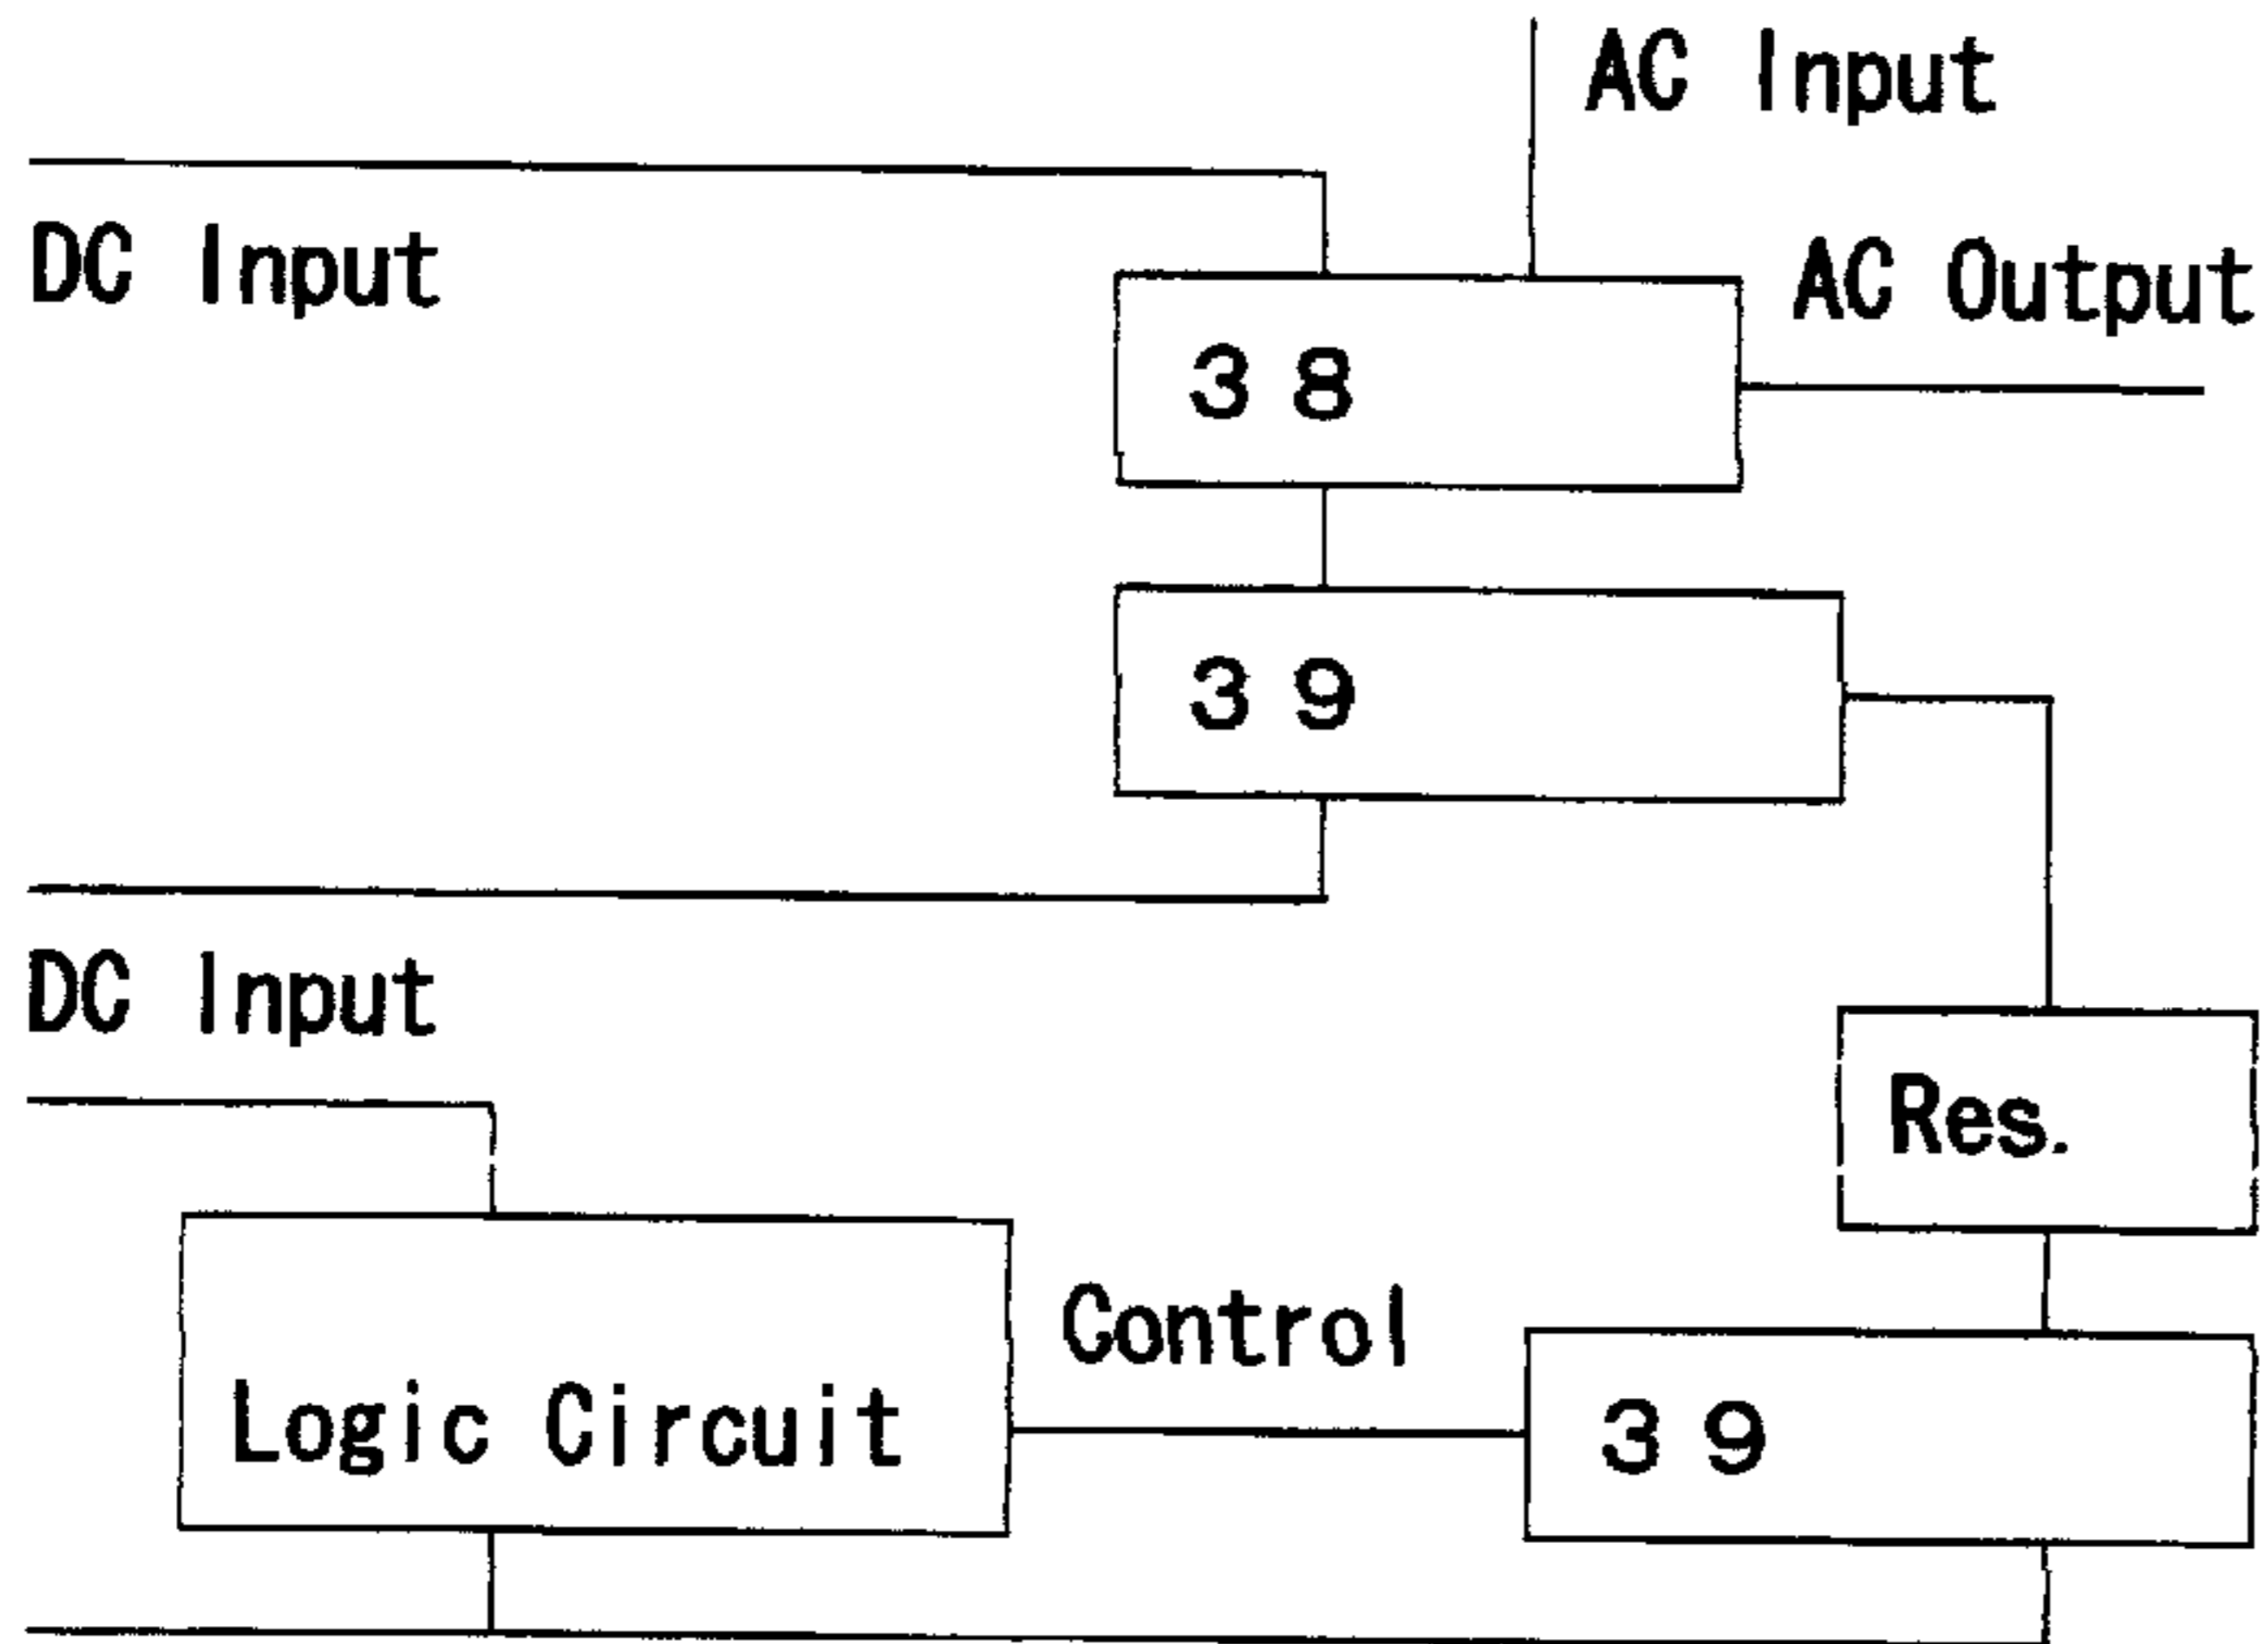 AC Input
DC Input
AC Output
38
39
DC Input
Res.
Control
Logic Circuit
39